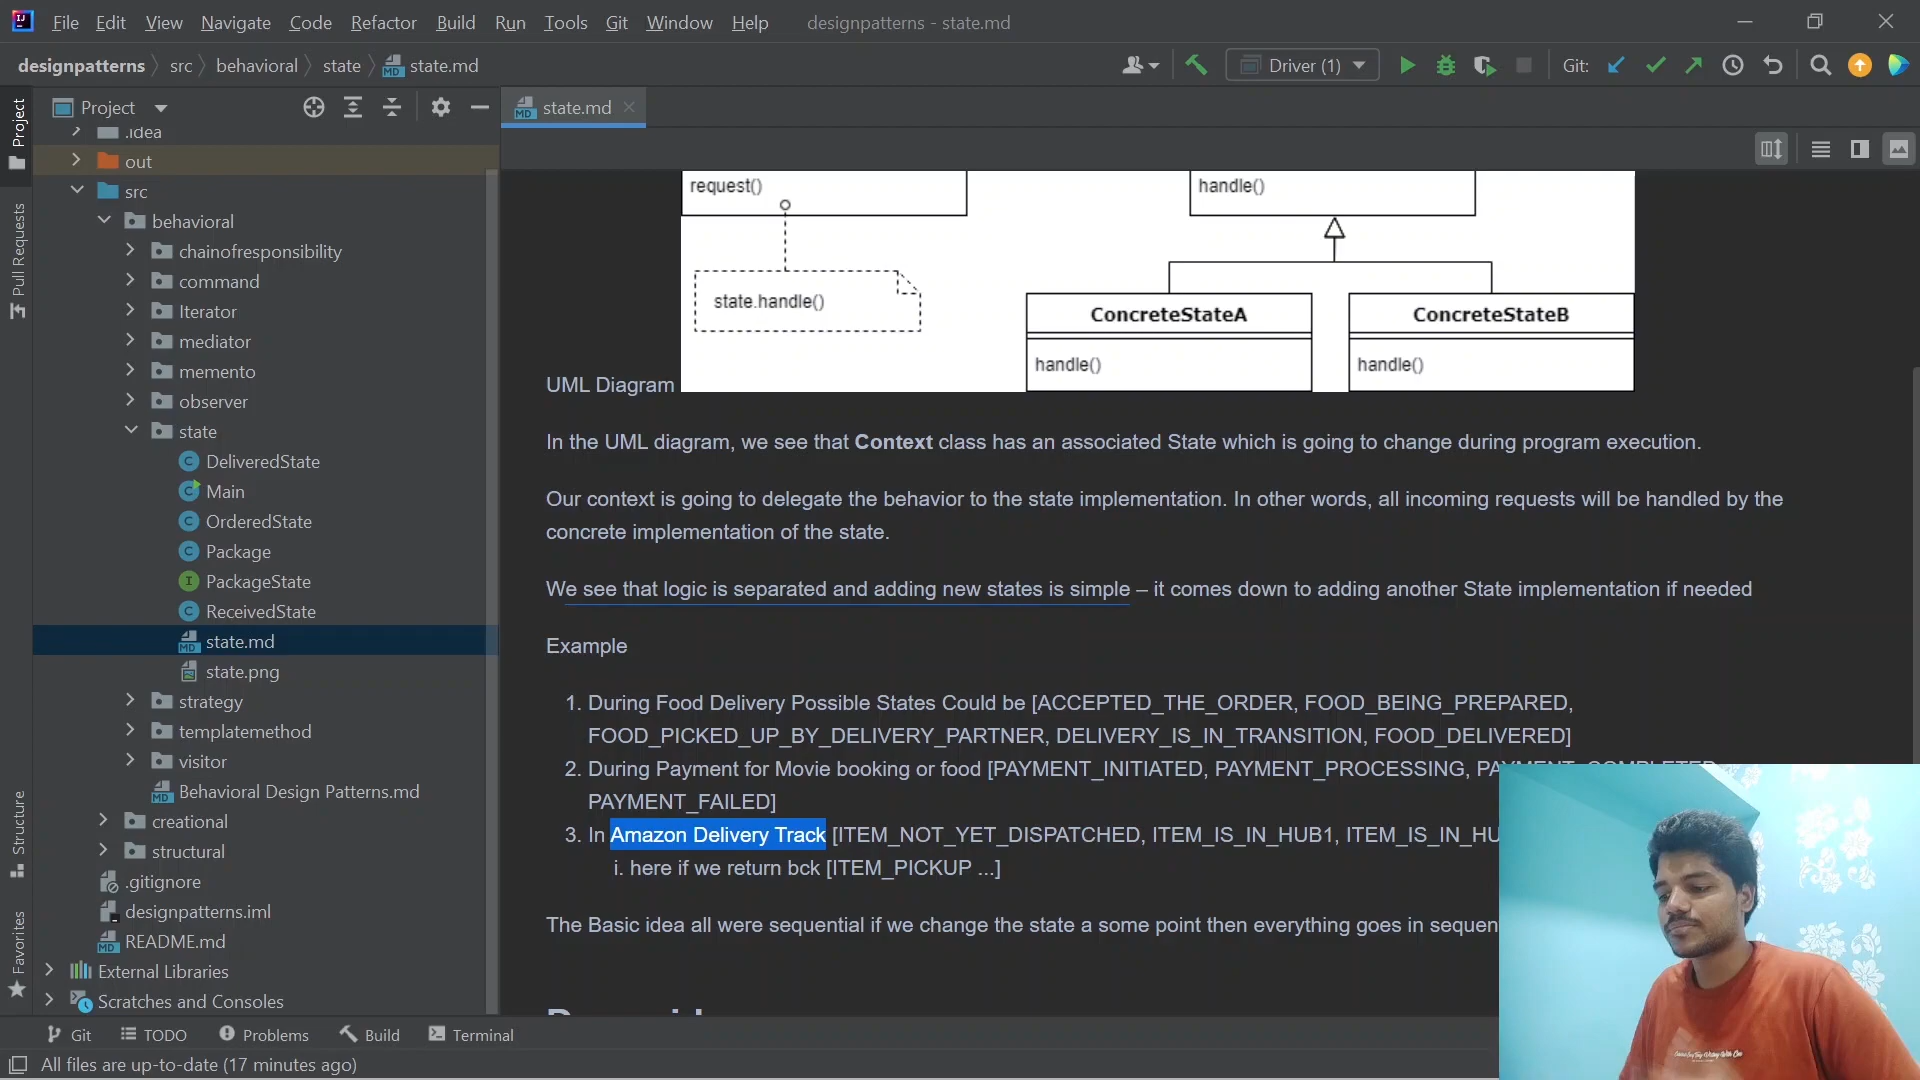 File Edit View Navigate Code Refactor Build Run Tools Git Window Help designpatterns - state.md
designpatterns src behavioral state state.md Driver (1) Git:
Project state.md
.idea
out
src
behavioral
chainofresponsibility
command
Iterator
mediator
memento
observer
state
DeliveredState
Main
OrderedState
Package
PackageState
ReceivedState
state.md
state.png
strategy
templatemethod
visitor
Behavioral Design Patterns.md
creational
structural
.gitignore
designpatterns.iml
README.md
External Libraries
Scratches and Consoles
Project
Pull Requests
Structure
Favorites
request()
handle()
state.handle()
ConcreteStateA
ConcreteStateB
handle()
handle()
UML Diagram
In the UML diagram, we see that Context class has an associated State which is going to change during program execution.
Our context is going to delegate the behavior to the state implementation. In other words, all incoming requests will be handled by the
concrete implementation of the state.
We see that logic is separated and adding new states is simple – it comes down to adding another State implementation if needed
Example
1. During Food Delivery Possible States Could be [ACCEPTED_THE_ORDER, FOOD_BEING_PREPARED,
FOOD_PICKED_UP_BY_DELIVERY_PARTNER, DELIVERY_IS_IN_TRANSITION, FOOD_DELIVERED]
2. During Payment for Movie booking or food [PAYMENT_INITIATED, PAYMENT_PROCESSING,
PAYMENT_FAILED]
3. In Amazon Delivery Track [ITEM_NOT_YET_DISPATCHED, ITEM_IS_IN_HUB1, ITEM_IS_IN_HU
i. here if we return bck [ITEM_PICKUP ...]
The Basic idea all were sequential if we change the state a some point then everything goes in sequen
Git TODO Problems Build Terminal
All files are up-to-date (17 minutes ago)